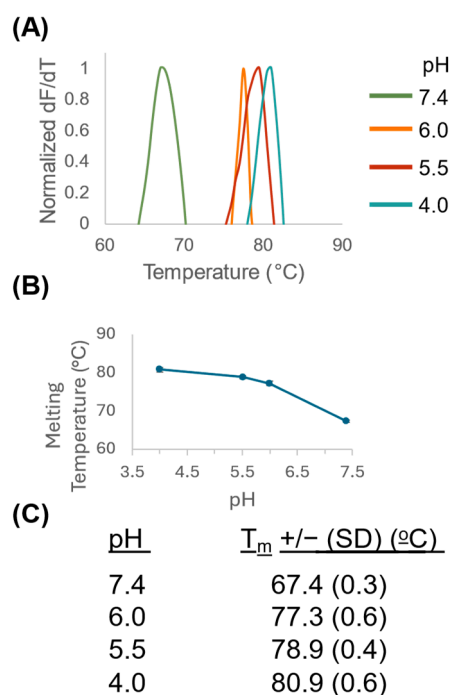 (A)
Normalized dF/dT
1
0.8
0.6
0.4
0.2
0
60 70 80 90
Temperature (°C)
pH
7.4
6.0
5.5
4.0
(B)
Melting
Temperature (°C)
90
80
70
60
3.5 4.5 5.5 6.5 7.5
pH
(C)
pH Tm +/− (SD) (ºC)
7.4 67.4 (0.3)
6.0 77.3 (0.6)
5.5 78.9 (0.4)
4.0 80.9 (0.6)